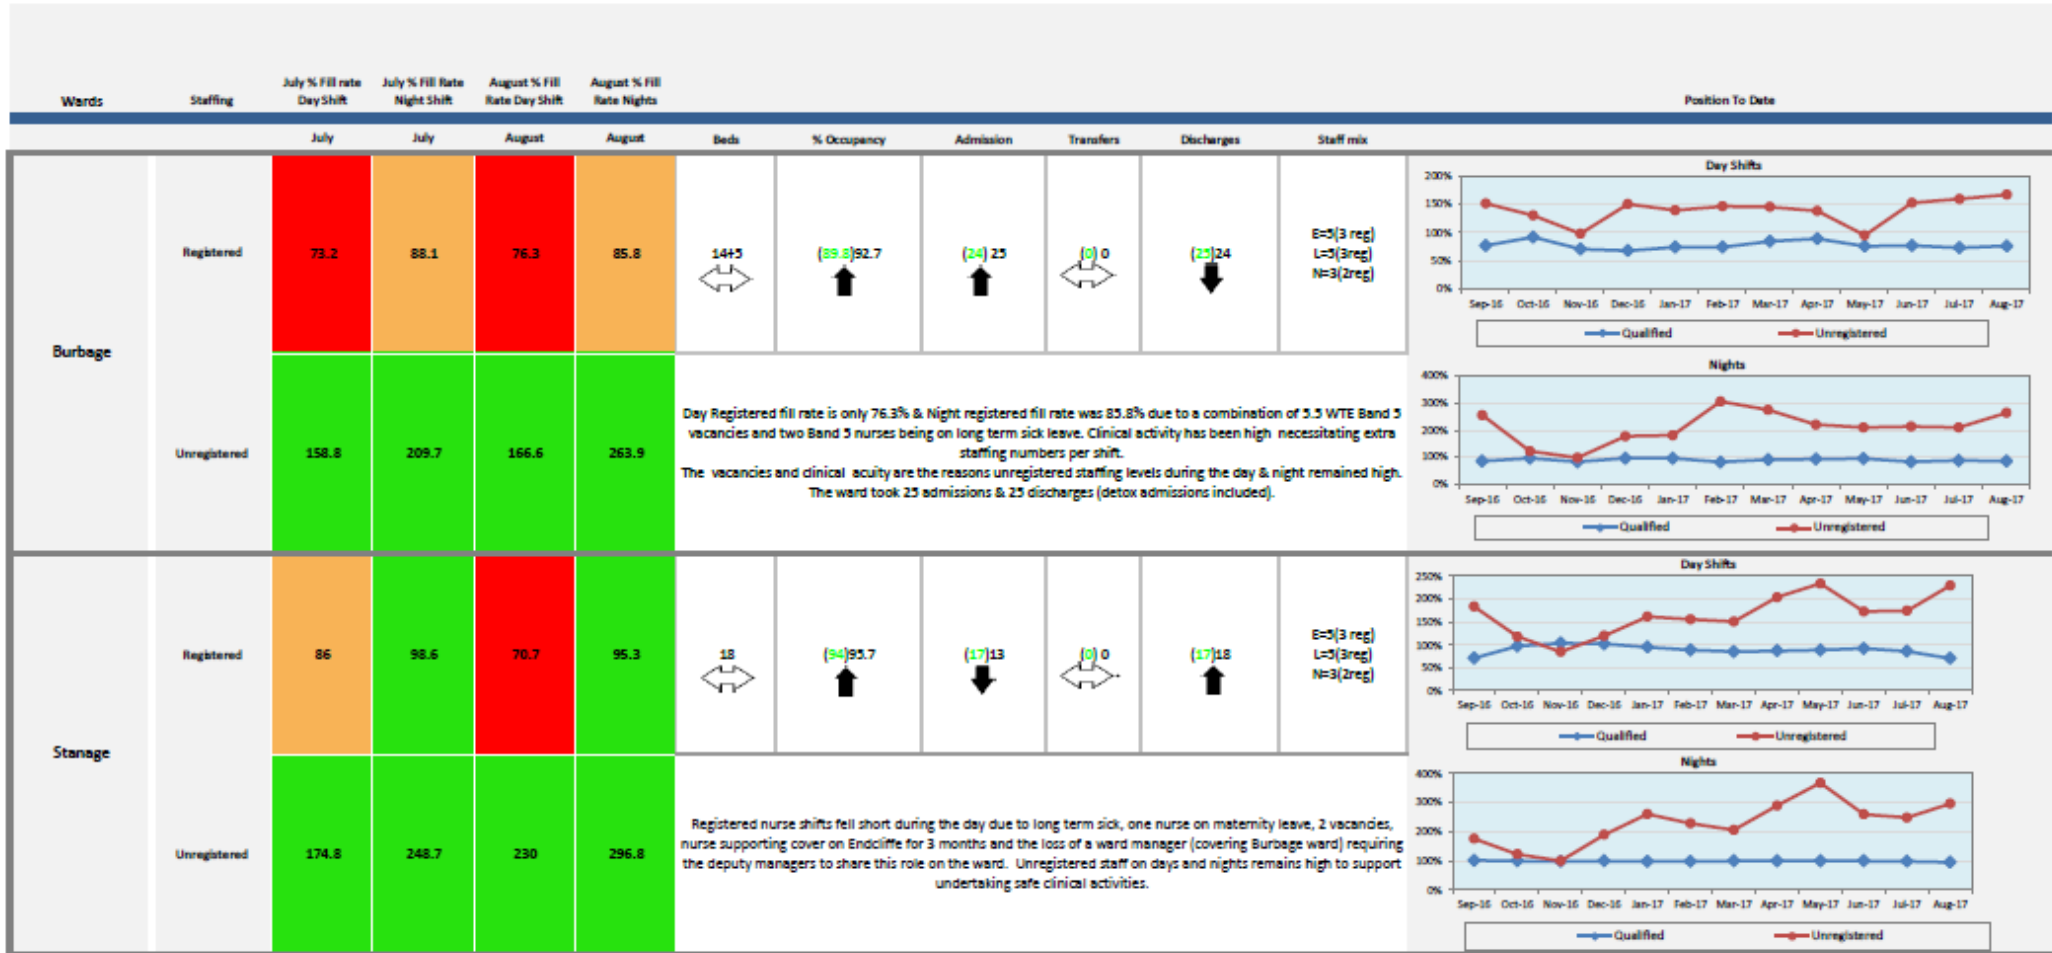 Wards
Staffing
July % Fill rate
Day Shift
July % Fill Rate
Night Shift
August % Fill
Rate Day Shift
August % Fill
Rate Nights
Position To Date
July
July
August
August
Beds
% Occupancy
Admission
Transfers
Discharges
Staff mix
Burbage
Registered
73.2
88.1
76.3
85.8
14+5
(89.8)92.7
(24) 25
(0) 0
(25)24
E=5(3 reg)
L=5(3reg)
N=3(2reg)
Day Shifts
200%
150%
100%
50%
0%
Sep-16 Oct-16 Nov-16 Dec-16 Jan-17 Feb-17 Mar-17 Apr-17 May-17 Jun-17 Jul-17 Aug-17
Qualified Unregistered
Unregistered
158.8
209.7
166.6
263.9
Day Registered fill rate is only 76.3% & Night registered fill rate was 85.8% due to a combination of 5.5 WTE Band 5
vacancies and two Band 5 nurses being on long term sick leave. Clinical activity has been high necessitating extra
staffing numbers per shift.
The vacancies and clinical acuity are the reasons unregistered staffing levels during the day & night remained high.
The ward took 25 admissions & 25 discharges (detox admissions included).
Nights
400%
300%
200%
100%
0%
Sep-16 Oct-16 Nov-16 Dec-16 Jan-17 Feb-17 Mar-17 Apr-17 May-17 Jun-17 Jul-17 Aug-17
Qualified Unregistered
Stanage
Registered
86
98.6
70.7
95.3
18
(94)95.7
(17)13
(0) 0
(17)18
E=5(3 reg)
L=5(3reg)
N=3(2reg)
Day Shifts
250%
200%
150%
100%
50%
0%
Sep-16 Oct-16 Nov-16 Dec-16 Jan-17 Feb-17 Mar-17 Apr-17 May-17 Jun-17 Jul-17 Aug-17
Qualified Unregistered
Unregistered
174.8
248.7
230
296.8
Registered nurse shifts fell short during the day due to long term sick, one nurse on maternity leave, 2 vacancies,
nurse supporting cover on Endcliffe for 3 months and the loss of a ward manager (covering Burbage ward) requiring
the deputy managers to share this role on the ward. Unregistered staff on days and nights remains high to support
undertaking safe clinical activities.
Nights
400%
300%
200%
100%
0%
Sep-16 Oct-16 Nov-16 Dec-16 Jan-17 Feb-17 Mar-17 Apr-17 May-17 Jun-17 Jul-17 Aug-17
Qualified Unregistered